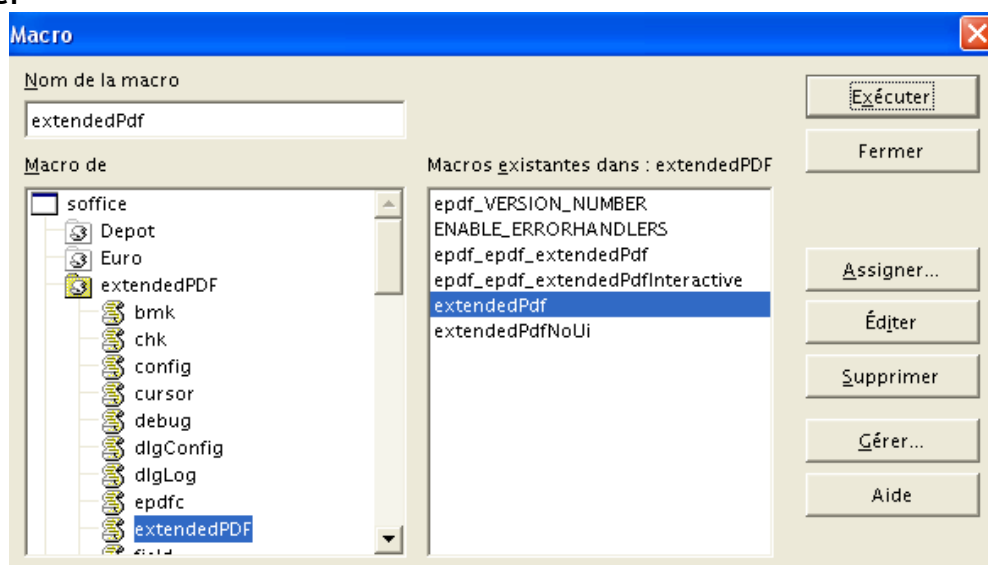 Macro
Nom de la macro
extendedPdf
Exécuter
Fermer
Macro de
Macros existantes dans : extendedPDF
soffice
Depot
Euro
extendedPDF
bmk
chk
config
cursor
debug
dlgConfig
dlgLog
epdfc
extendedPDF
epdf_VERSION_NUMBER
ENABLE_ERRORHANDLERS
epdf_epdf_extendedPdf
epdf_epdf_extendedPdfInteractive
extendedPdf
extendedPdfNoUi
Assigner...
Éditer
Supprimer
Gérer...
Aide